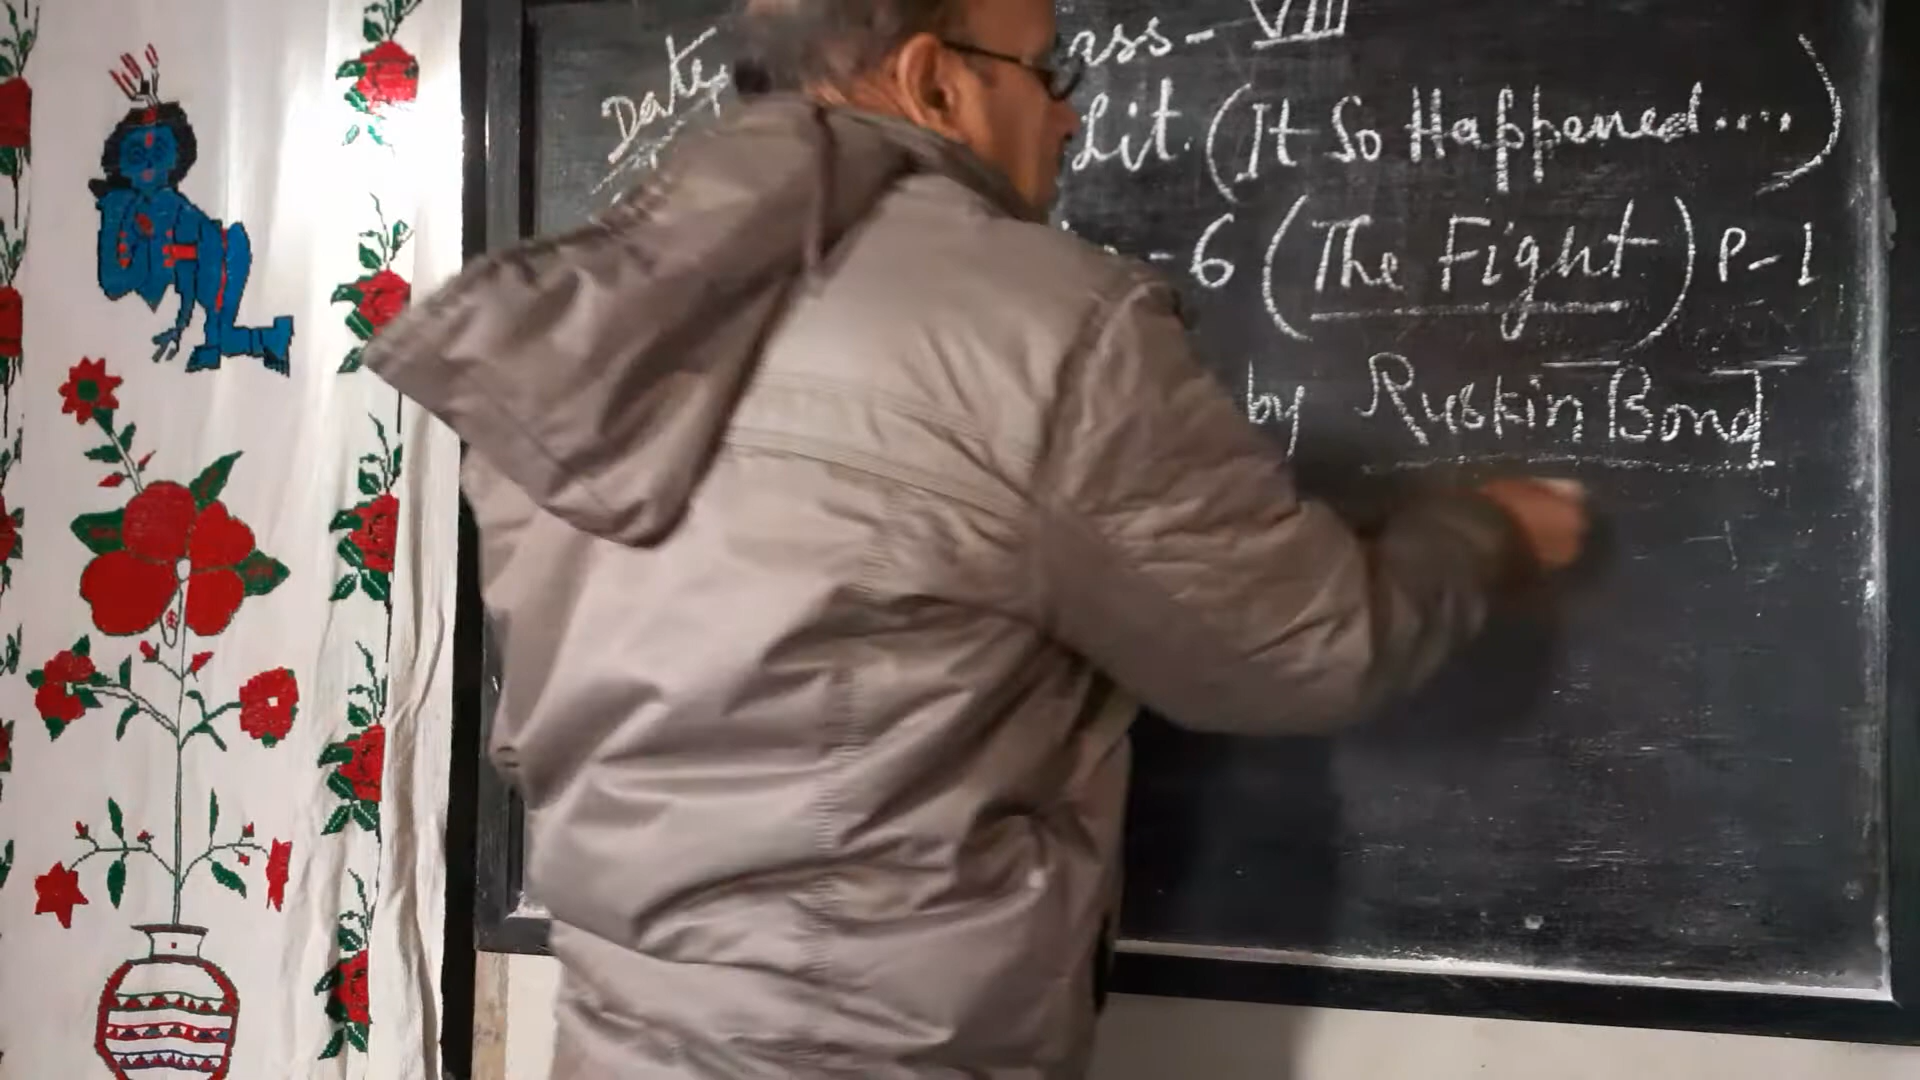 Date ass - VIII
Lit. (It So Happened....)
- 6 (The Fight) P-1
by Ruskin Bond